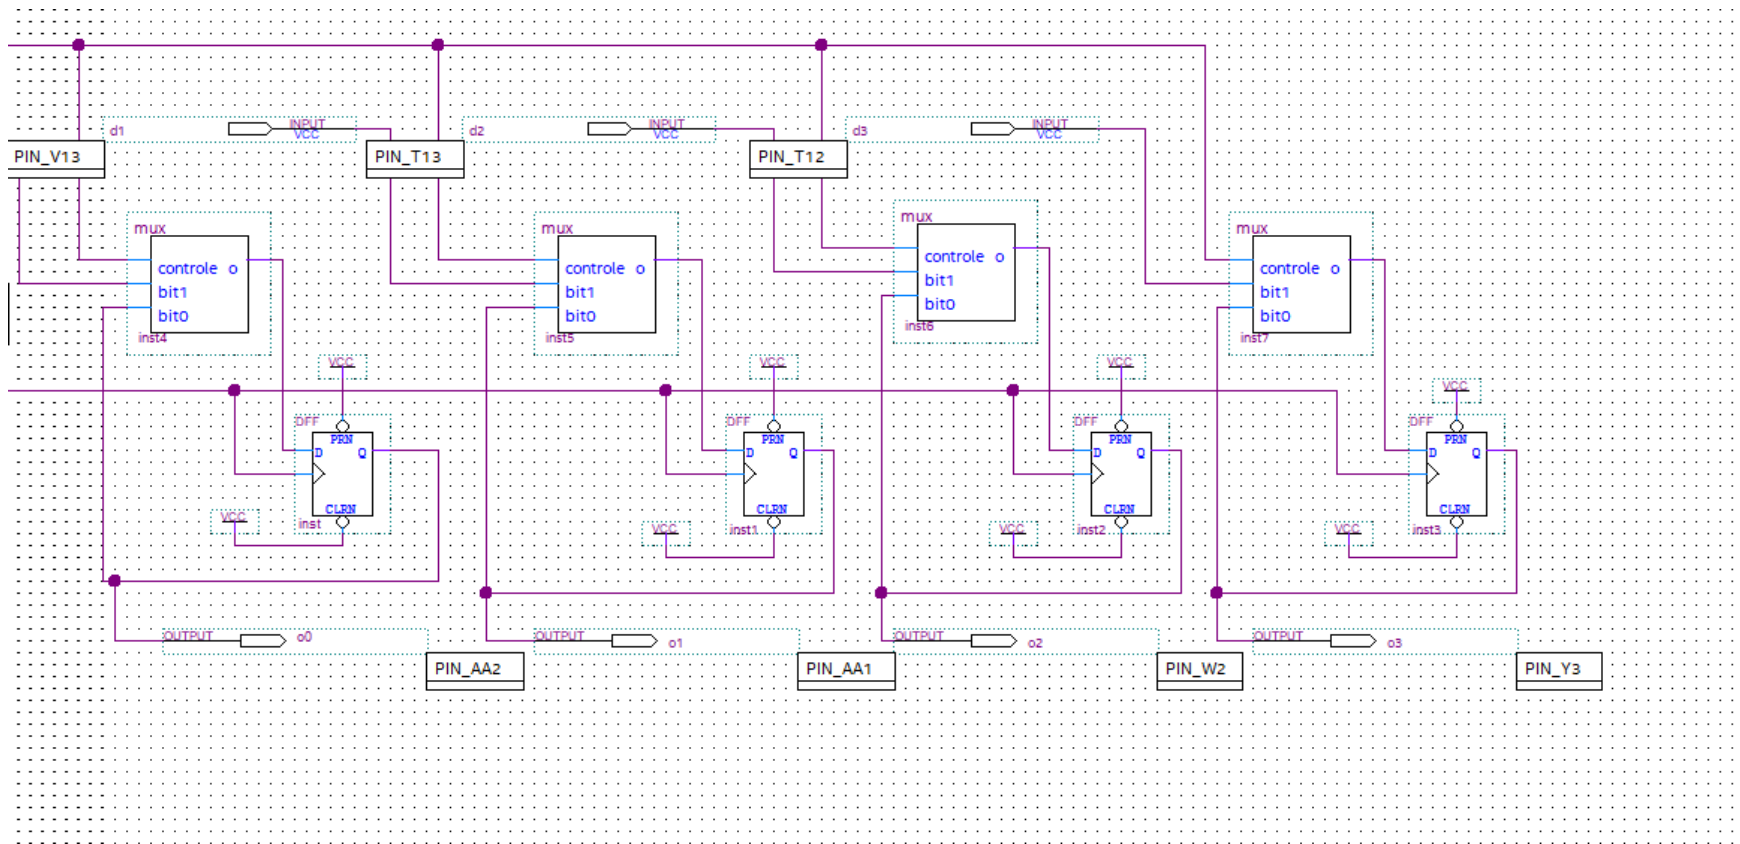 d1 INPUT VCC d2 INPUT VCC d3 INPUT VCC
PIN_V13 PIN_T13 PIN_T12
mux mux mux mux
controle o controle o controle o controle o
bit1 bit1 bit1 bit1
bit0 bit0 bit0 bit0
inst4 inst5 inst6 inst7
VCC VCC VCC VCC
DFF DFF DFF DFF
PRN PRN PRN PRN
D Q D Q D Q D Q
CLRN CLRN CLRN CLRN
VCC inst VCC inst1 VCC inst2 VCC inst3
OUTPUT o0 OUTPUT o1 OUTPUT o2 OUTPUT o3
PIN_AA2 PIN_AA1 PIN_W2 PIN_Y3